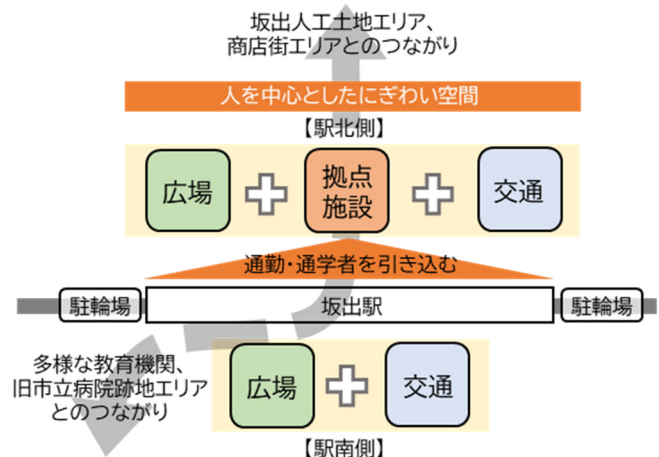 坂出人工土地エリア、
商店街エリアとのつながり
人を中心としたにぎわい空間
【駅北側】
広場
拠点
施設
交通
通勤・通学者を引き込む
駐輪場
坂出駅
駐輪場
多様な教育機関、
旧市立病院跡地エリア
とのつながり
広場
交通
【駅南側】